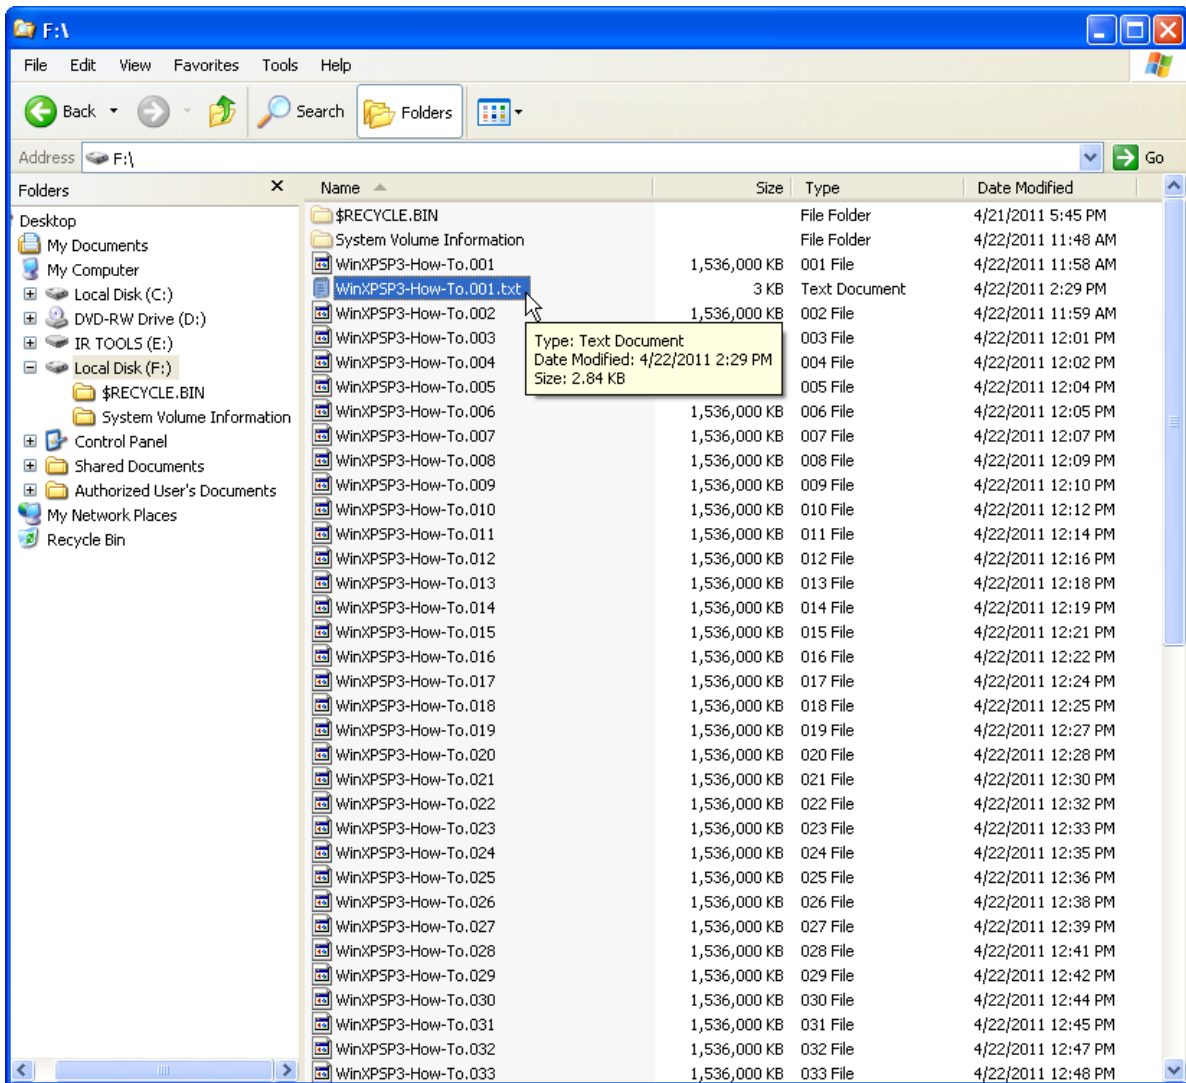 F:\
File Edit View Favorites Tools Help
Back Search Folders
Address F:\ Go
Folders X Name Size Type Date Modified
Desktop
My Documents
My Computer
Local Disk (C:)
DVD-RW Drive (D:)
IR TOOLS (E:)
Local Disk (F:)
$RECYCLE.BIN
System Volume Information
Control Panel
Shared Documents
Authorized User's Documents
My Network Places
Recycle Bin
$RECYCLE.BIN File Folder 4/21/2011 5:45 PM
System Volume Information File Folder 4/22/2011 11:48 AM
WinXPSP3-How-To.001 1,536,000 KB 001 File 4/22/2011 11:58 AM
WinXPSP3-How-To.001.txt 3 KB Text Document 4/22/2011 2:29 PM
WinXPSP3-How-To.002 1,536,000 KB 002 File 4/22/2011 11:59 AM
WinXPSP3-How-To.003 003 File 4/22/2011 12:01 PM
WinXPSP3-How-To.004 004 File 4/22/2011 12:02 PM
WinXPSP3-How-To.005 005 File 4/22/2011 12:04 PM
Type: Text Document
Date Modified: 4/22/2011 2:29 PM
Size: 2.84 KB
WinXPSP3-How-To.006 1,536,000 KB 006 File 4/22/2011 12:05 PM
WinXPSP3-How-To.007 1,536,000 KB 007 File 4/22/2011 12:07 PM
WinXPSP3-How-To.008 1,536,000 KB 008 File 4/22/2011 12:09 PM
WinXPSP3-How-To.009 1,536,000 KB 009 File 4/22/2011 12:10 PM
WinXPSP3-How-To.010 1,536,000 KB 010 File 4/22/2011 12:12 PM
WinXPSP3-How-To.011 1,536,000 KB 011 File 4/22/2011 12:14 PM
WinXPSP3-How-To.012 1,536,000 KB 012 File 4/22/2011 12:16 PM
WinXPSP3-How-To.013 1,536,000 KB 013 File 4/22/2011 12:18 PM
WinXPSP3-How-To.014 1,536,000 KB 014 File 4/22/2011 12:19 PM
WinXPSP3-How-To.015 1,536,000 KB 015 File 4/22/2011 12:21 PM
WinXPSP3-How-To.016 1,536,000 KB 016 File 4/22/2011 12:22 PM
WinXPSP3-How-To.017 1,536,000 KB 017 File 4/22/2011 12:24 PM
WinXPSP3-How-To.018 1,536,000 KB 018 File 4/22/2011 12:25 PM
WinXPSP3-How-To.019 1,536,000 KB 019 File 4/22/2011 12:27 PM
WinXPSP3-How-To.020 1,536,000 KB 020 File 4/22/2011 12:28 PM
WinXPSP3-How-To.021 1,536,000 KB 021 File 4/22/2011 12:30 PM
WinXPSP3-How-To.022 1,536,000 KB 022 File 4/22/2011 12:32 PM
WinXPSP3-How-To.023 1,536,000 KB 023 File 4/22/2011 12:33 PM
WinXPSP3-How-To.024 1,536,000 KB 024 File 4/22/2011 12:35 PM
WinXPSP3-How-To.025 1,536,000 KB 025 File 4/22/2011 12:36 PM
WinXPSP3-How-To.026 1,536,000 KB 026 File 4/22/2011 12:38 PM
WinXPSP3-How-To.027 1,536,000 KB 027 File 4/22/2011 12:39 PM
WinXPSP3-How-To.028 1,536,000 KB 028 File 4/22/2011 12:41 PM
WinXPSP3-How-To.029 1,536,000 KB 029 File 4/22/2011 12:42 PM
WinXPSP3-How-To.030 1,536,000 KB 030 File 4/22/2011 12:44 PM
WinXPSP3-How-To.031 1,536,000 KB 031 File 4/22/2011 12:45 PM
WinXPSP3-How-To.032 1,536,000 KB 032 File 4/22/2011 12:47 PM
WinXPSP3-How-To.033 1,536,000 KB 033 File 4/22/2011 12:48 PM